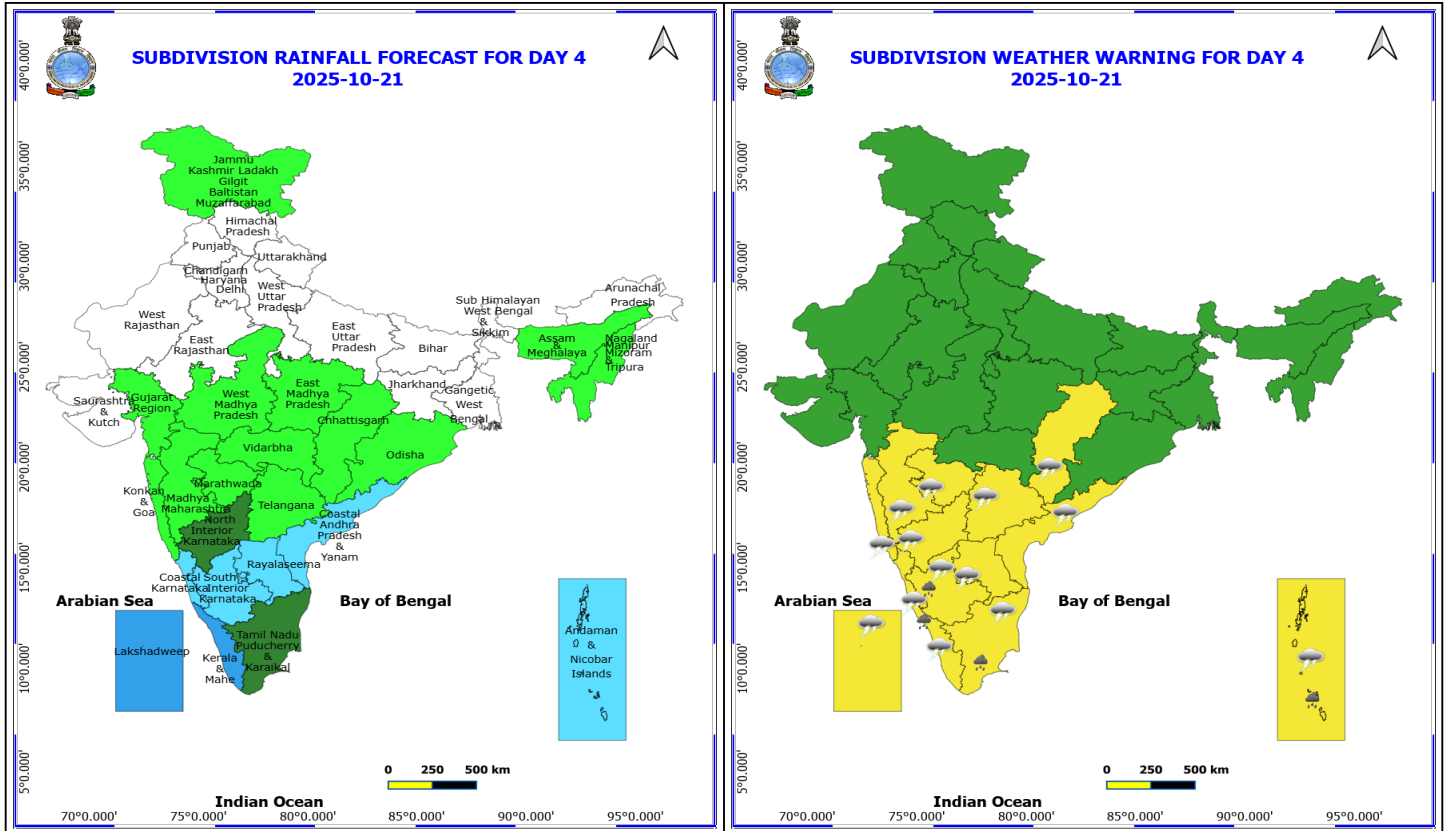 SUBDIVISION RAINFALL FORECAST FOR DAY 4
2025-10-21
40°0.000'
35°0.000'
30°0.000'
25°0.000'
20°0.000'
15°0.000'
10°0.000'
5°0.000'
Jammu
Kashmir Ladakh
Gilgit
Baltistan
Muzaffarabad
Himachal
Pradesh
Punjab
Uttarakhand
Chandigarh
Haryana
Delhi
West
Uttar
Pradesh
West
Rajasthan
East
Rajasthan
East
Uttar
Pradesh
Bihar
Sub Himalayan
West Bengal
&
Sikkim
Arunachal
Pradesh
Assam
&
Meghalaya
Nagaland
Manipur
Mizoram
&
Tripura
Jharkhand
Gangetic
West
Bengal
Saurashtra
&
Kutch
Gujarat
Region
West
Madhya
Pradesh
East
Madhya
Pradesh
Chhattisgarh
Vidarbha
Odisha
Konkan
&
Goa
Madhya
Maharashtra
Marathwada
Telangana
North
Interior
Karnataka
Coastal
Andhra
Pradesh
&
Yanam
Rayalaseema
Coastal
Karnataka
South
Interior
Karnataka
Arabian Sea
Bay of Bengal
Lakshadweep
Kerala
&
Mahe
Tamil Nadu
Puducherry
&
Karaikal
Andaman
&
Nicobar
Islands
0 250 500 km
Indian Ocean
70°0.000' 75°0.000' 80°0.000' 85°0.000' 90°0.000' 95°0.000'
SUBDIVISION WEATHER WARNING FOR DAY 4
2025-10-21
40°0.000'
35°0.000'
30°0.000'
25°0.000'
20°0.000'
15°0.000'
10°0.000'
5°0.000'
Arabian Sea
Bay of Bengal
0 250 500 km
Indian Ocean
70°0.000' 75°0.000' 80°0.000' 85°0.000' 90°0.000' 95°0.000'